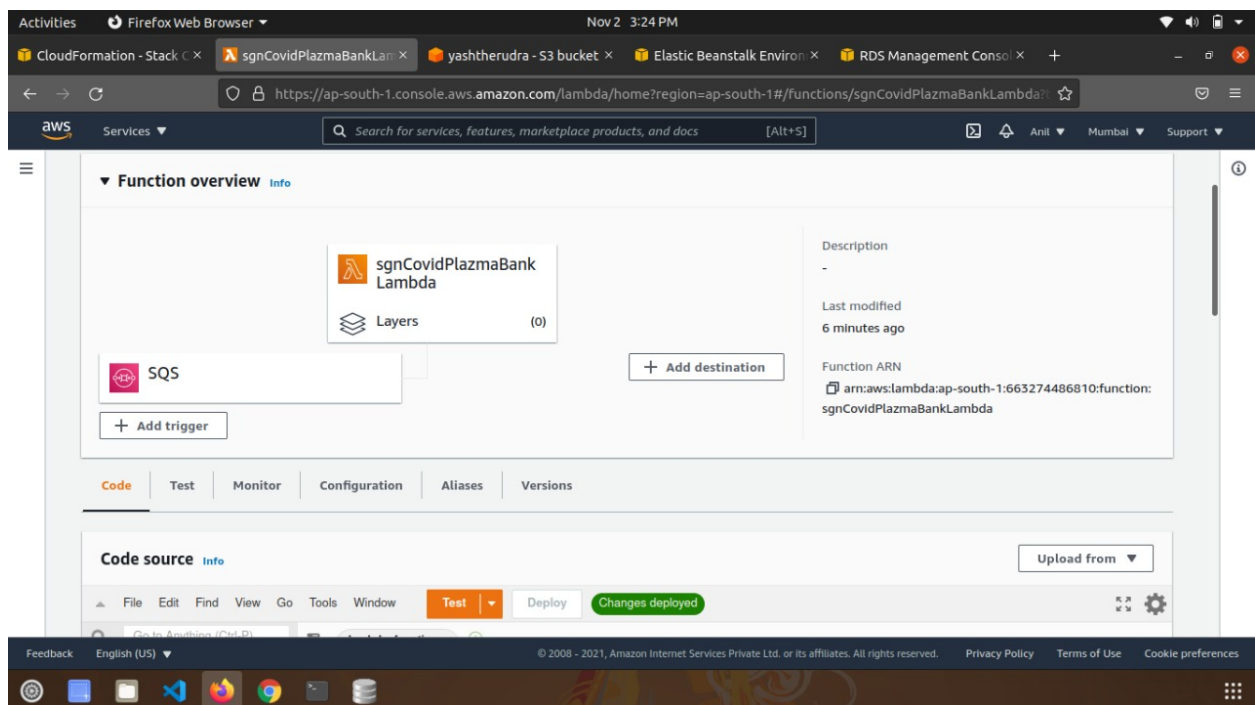 Activities Firefox Web Browser Nov 2 3:24 PM
CloudFormation - Stack C sgnCovidPlazmaBankLam yashtherudra - S3 bucket Elastic Beanstalk Environ RDS Management Consol
https://ap-south-1.console.aws.amazon.com/lambda/home?region=ap-south-1#/functions/sgnCovidPlazmaBankLambda?
aws Services Search for services, features, marketplace products, and docs [Alt+S] Anil Mumbai Support
Function overview Info
sgnCovidPlazmaBank
Lambda
Layers (0)
SQS
+ Add trigger
+ Add destination
Description
-
Last modified
6 minutes ago
Function ARN
arn:aws:lambda:ap-south-1:663274486810:function:
sgnCovidPlazmaBankLambda
Code Test Monitor Configuration Aliases Versions
Code source Info Upload from
File Edit Find View Go Tools Window Test Deploy Changes deployed
Go to Anything (Ctrl-P)
Feedback English (US) © 2008 - 2021, Amazon Internet Services Private Ltd. or its affiliates. All rights reserved. Privacy Policy Terms of Use Cookie preferences